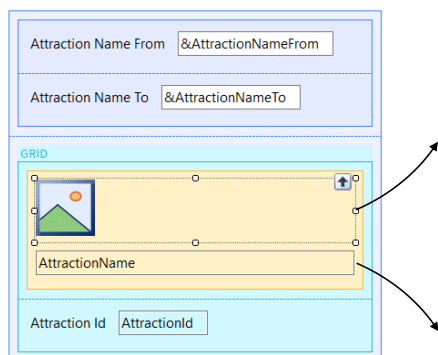 Attraction Name From &AttractionNameFrom
Attraction Name To &AttractionNameTo
GRID
AttractionName
Attraction Id AttractionId